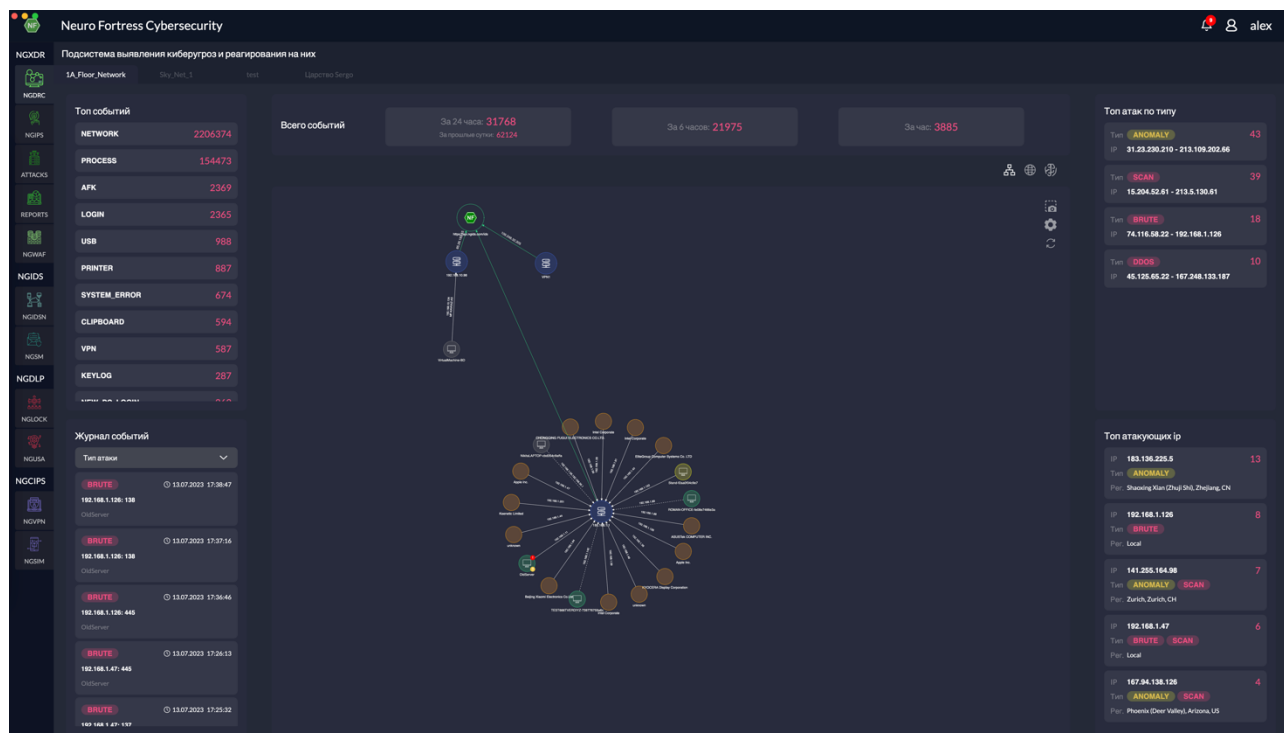 NF
Neuro Fortress Cybersecurity
alex
NGXDR
NGDRC
NGIPS
ATTACKS
REPORTS
NGWAF
NGIDS
NGIDSN
NGSM
NGDLP
NGLOCK
NGUSA
NGCIPS
NGVPN
NGSIM
Подсистема выявления киберугроз и реагирования на них
1A_Floor_Network
Sky_Net_1
test
Царство Sergo
Топ событий
NETWORK 2206374
PROCESS 154473
AFK 2369
LOGIN 2365
USB 988
PRINTER 887
SYSTEM_ERROR 674
CLIPBOARD 594
VPN 587
KEYLOG 287
Журнал событий
Тип атаки
BRUTE 13.07.2023 17:38:47
192.168.1.126: 138
OldServer
BRUTE 13.07.2023 17:37:16
192.168.1.126: 138
OldServer
BRUTE 13.07.2023 17:36:46
192.168.1.126: 445
OldServer
BRUTE 13.07.2023 17:26:13
192.168.1.47: 445
OldServer
BRUTE 13.07.2023 17:25:32
192.168.1.47: 137
Всего событий
За 24 часа: 31768
За прошлые сутки: 62124
За 6 часов: 21975
За час: 3885
NF
unknown
OldServer
Apple Inc.
unknown
Топ атак по типу
Тип ANOMALY 43
IP 31.23.230.210 - 213.109.202.66
Тип SCAN 39
IP 15.204.52.61 - 213.5.130.61
Тип BRUTE 18
IP 74.116.58.22 - 192.168.1.126
Тип DDOS 10
IP 45.125.65.22 - 167.248.133.187
Топ атакующих ip
IP 183.136.225.5 13
Тип ANOMALY
Рег. Shaoxing Xian (Zhuji Shi), Zhejiang, CN
IP 192.168.1.126 8
Тип BRUTE
Рег. Local
IP 141.255.164.98 7
Тип ANOMALY SCAN
Рег. Zurich, Zurich, CH
IP 192.168.1.47 6
Тип BRUTE SCAN
Рег. Local
IP 167.94.138.126 4
Тип ANOMALY SCAN
Рег. Phoenix (Deer Valley), Arizona, US